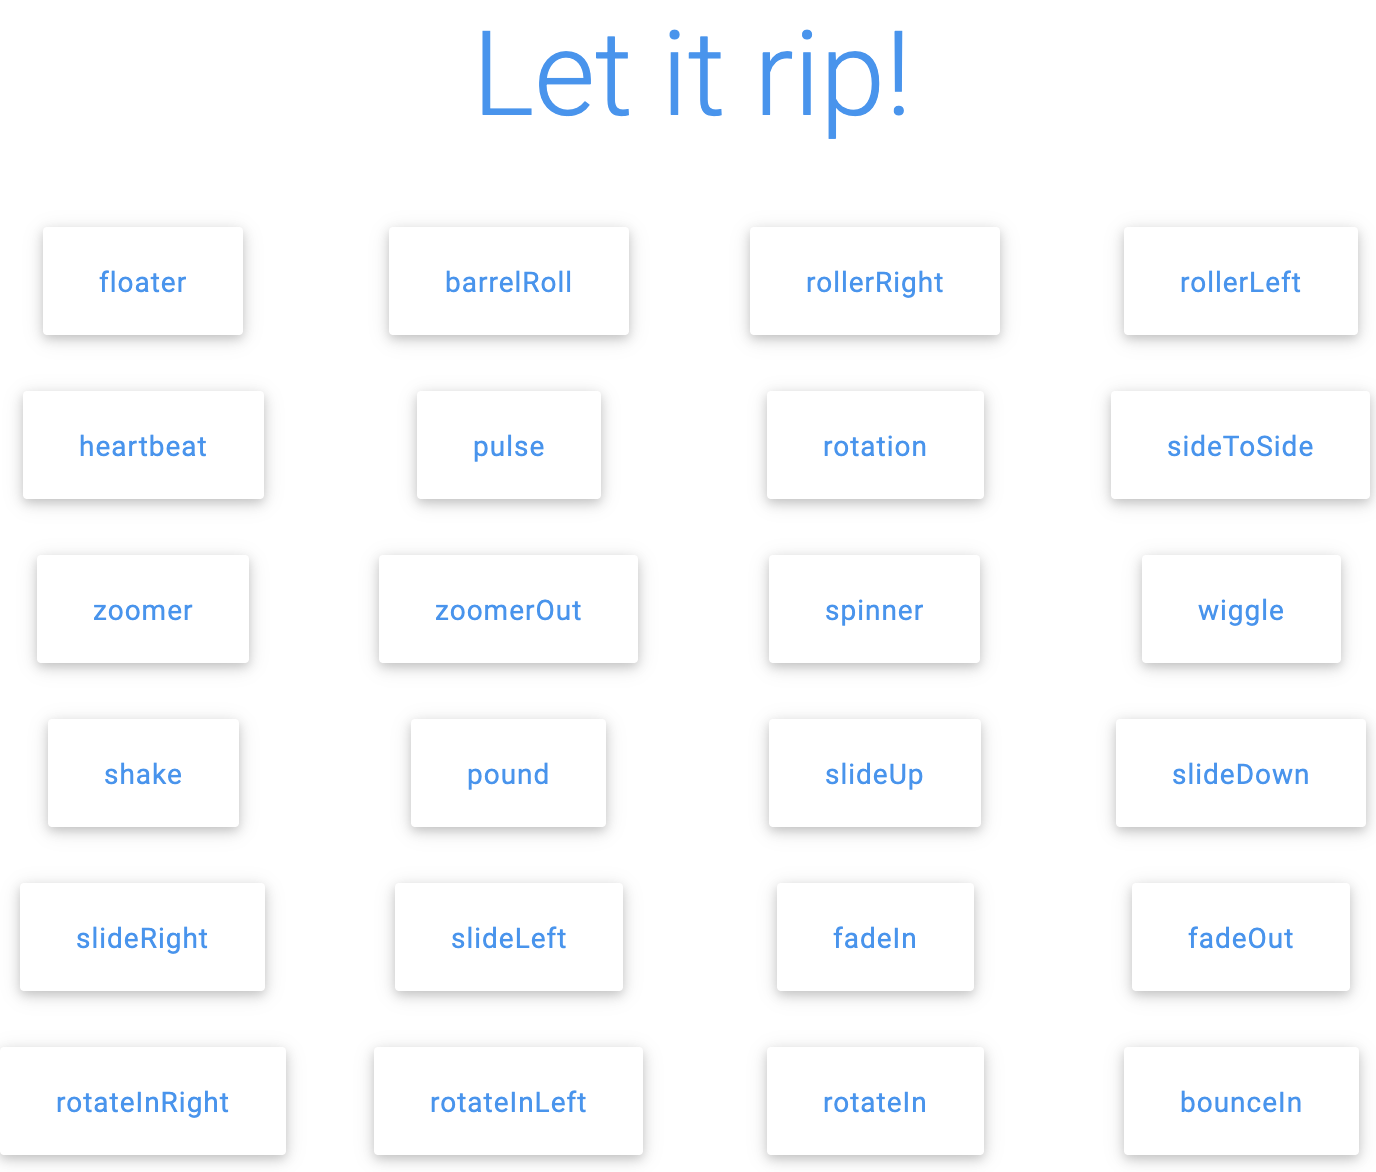 Let it rip!
floater barrelRoll rollerRight rollerLeft
heartbeat pulse rotation sideToSide
zoomer zoomerOut spinner wiggle
shake pound slideUp slideDown
slideRight slideLeft fadeIn fadeOut
rotateInRight rotateInLeft rotateIn bounceIn